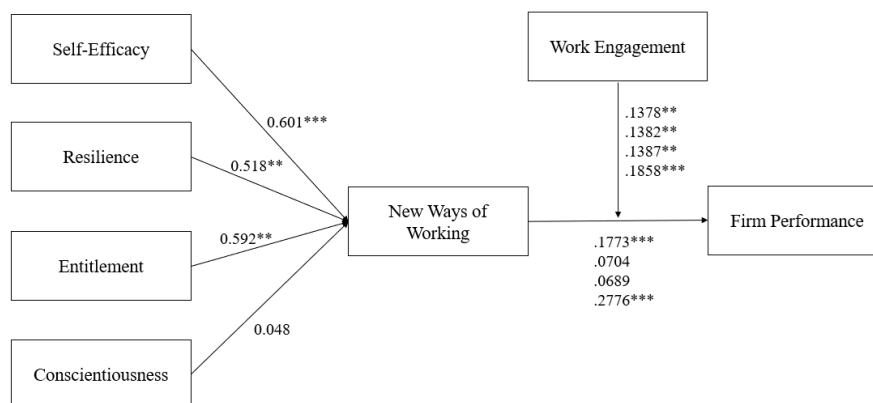 Self-Efficacy
Work Engagement
0.601***
.1378**
.1382**
.1387**
.1858***
Resilience
0.518**
New Ways of
Working
Firm Performance
Entitlement
0.592**
.1773***
.0704
.0689
.2776***
0.048
Conscientiousness